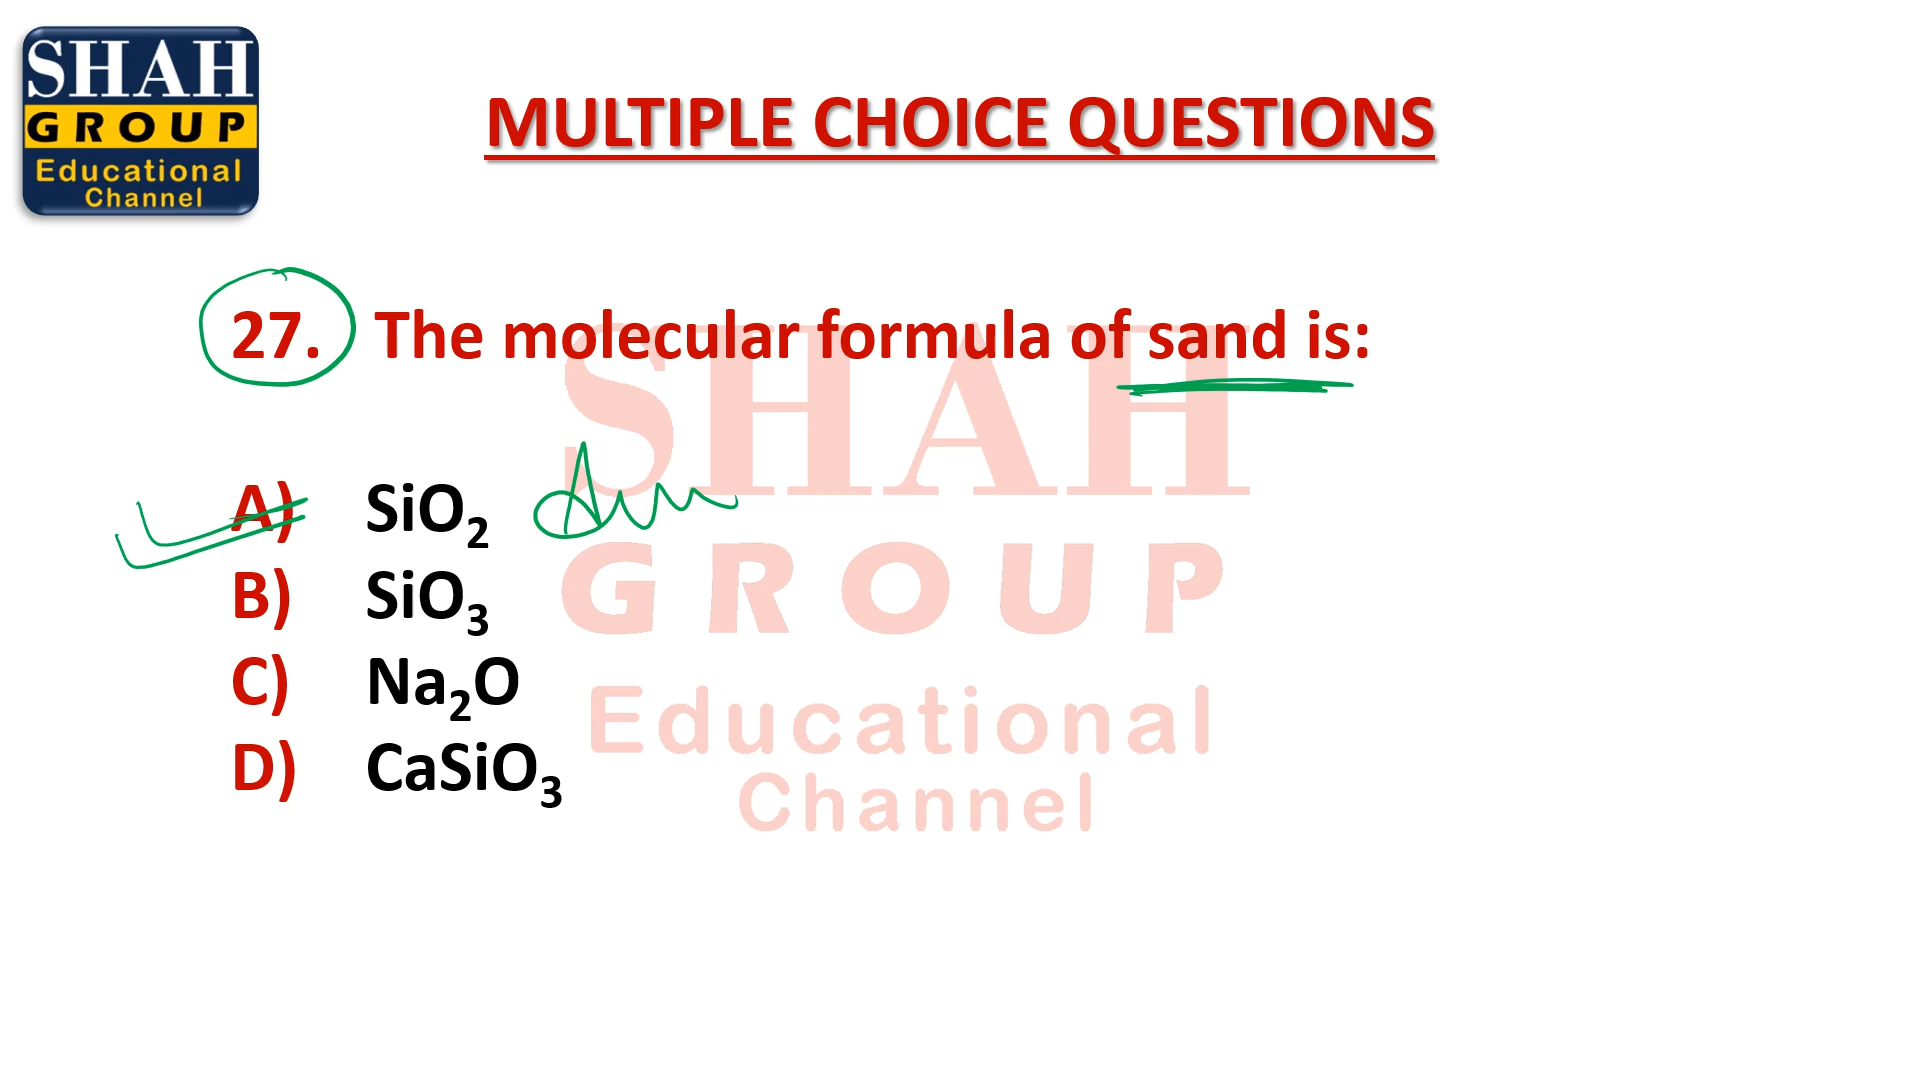 SHAH
GROUP
Educational
Channel
MULTIPLE CHOICE QUESTIONS
27. The molecular formula of sand is:
A) SiO₂
B) SiO₃
C) Na₂O
D) CaSiO₃
SHAH
GROUP
Educational
Channel